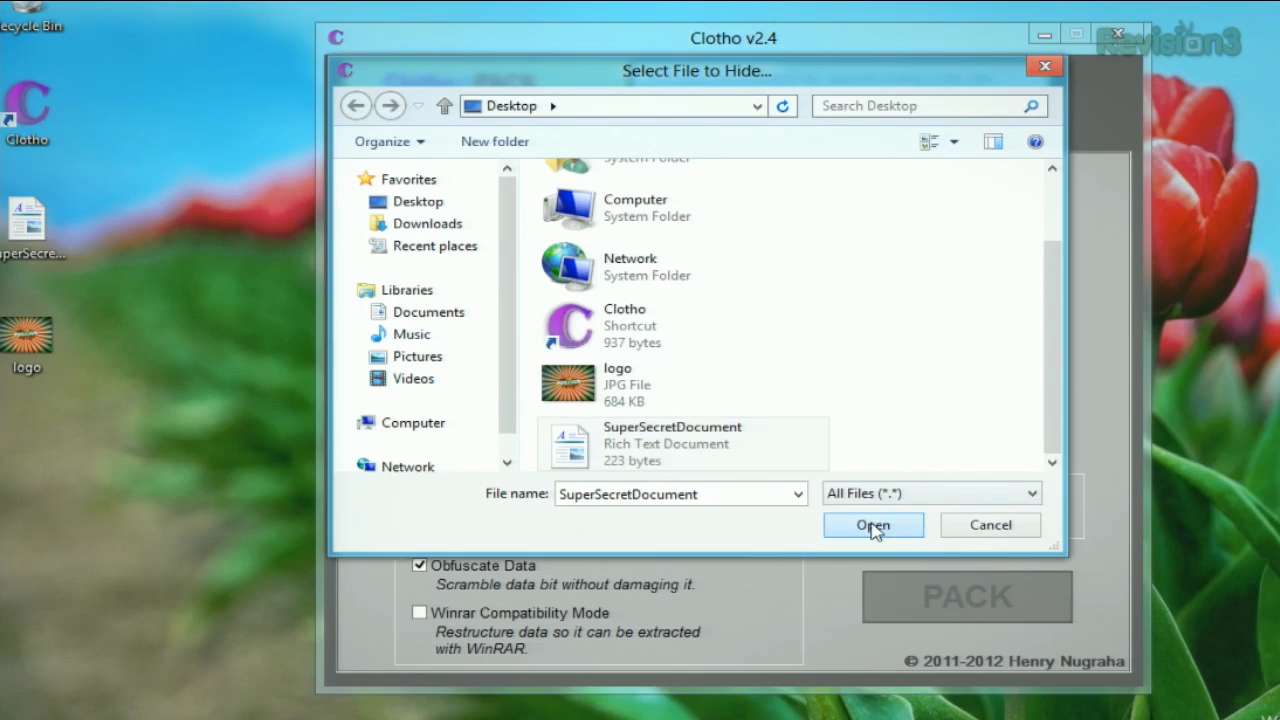 ecycle Bin
Clotho v2.4
Revision3
Select File to Hide...
Desktop
Search Desktop
Organize
New folder
Clotho
Favorites
Desktop
Downloads
Recent places
Libraries
Documents
Music
Pictures
Videos
Computer
Network
System Folder
Computer
System Folder
Network
System Folder
Clotho
Shortcut
937 bytes
logo
JPG File
684 KB
SuperSecretDocument
Rich Text Document
223 bytes
uperSecre...
logo
File name:
SuperSecretDocument
All Files (*.*)
Open
Cancel
Obfuscate Data
Scramble data bit without damaging it.
Winrar Compatibility Mode
Restructure data so it can be extracted
with WinRAR.
PACK
© 2011-2012 Henry Nugraha